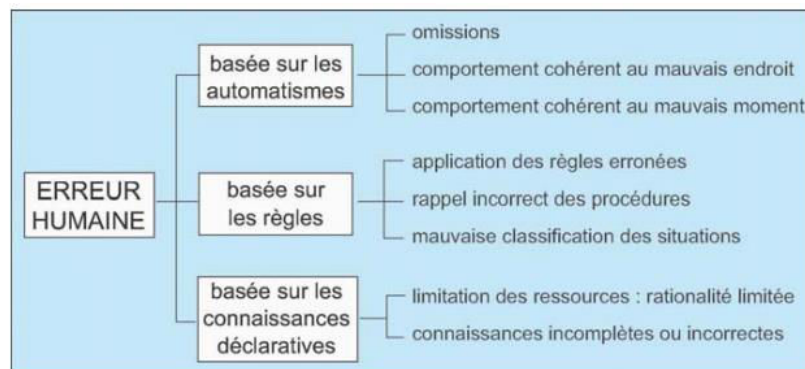 ERREUR
HUMAINE
basée sur les
automatismes
omissions
comportement cohérent au mauvais endroit
comportement cohérent au mauvais moment
basée sur
les règles
application des règles erronées
rappel incorrect des procédures
mauvaise classification des situations
basée sur les
connaissances
déclaratives
limitation des ressources : rationalité limitée
connaissances incomplètes ou incorrectes